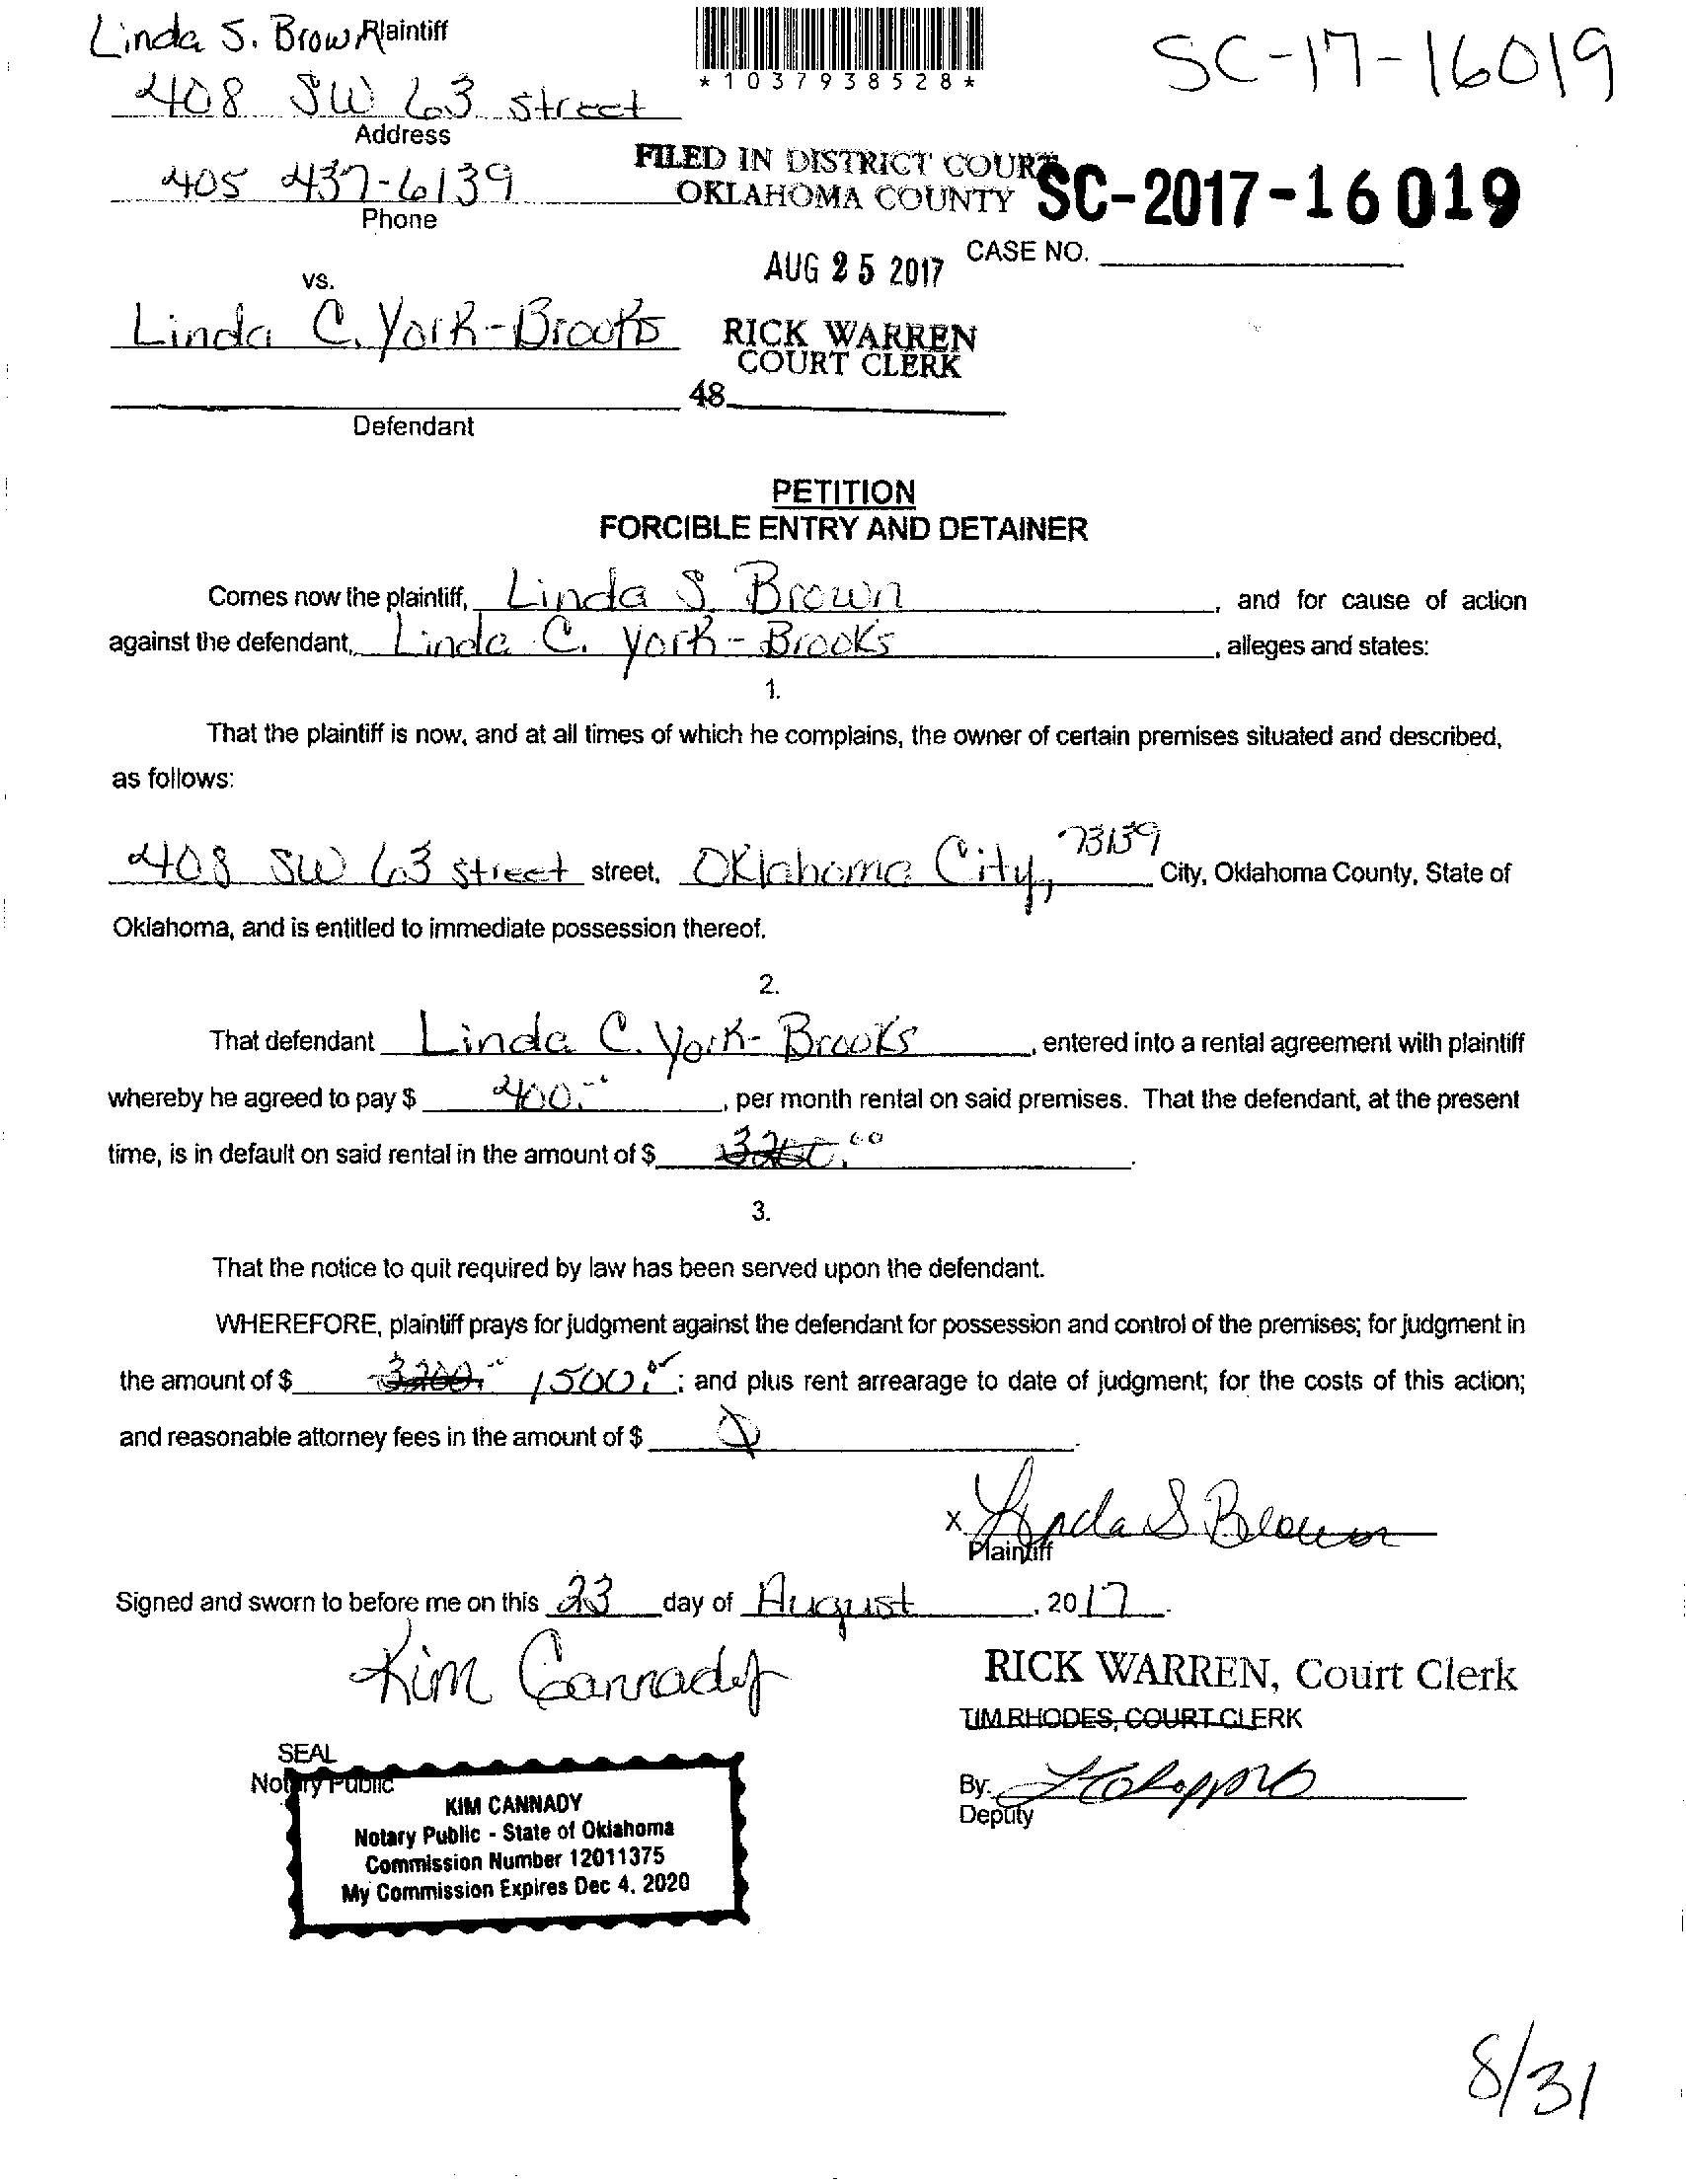 Linda S. Brown Plaintiff
*1037938528*
SC-17-16019
408 SW 63 street
Address
405 437-6139
Phone
FILED IN DISTRICT COURT
OKLAHOMA COUNTY
SC-2017-16019
AUG 25 2017
CASE NO.
vs.
Linda C. York-Brooks
RICK WARREN
COURT CLERK
48
Defendant
PETITION
FORCIBLE ENTRY AND DETAINER
Comes now the plaintiff, Linda S. Brown, and for cause of action
against the defendant, Linda C. York-Brooks, alleges and states:
1.
That the plaintiff is now, and at all times of which he complains, the owner of certain premises situated and described,
as follows:
408 SW 63 street street, Oklahoma City, 73139 City, Oklahoma County, State of
Oklahoma, and is entitled to immediate possession thereof.
2.
That defendant Linda C. York-Brooks, entered into a rental agreement with plaintiff
whereby he agreed to pay $ 400.--, per month rental on said premises. That the defendant, at the present
time, is in default on said rental in the amount of $ 3200.00.
3.
That the notice to quit required by law has been served upon the defendant.
WHEREFORE, plaintiff prays for judgment against the defendant for possession and control of the premises; for judgment in
the amount of $ 3200.-- 1500.00; and plus rent arrearage to date of judgment; for the costs of this action;
and reasonable attorney fees in the amount of $
x Linda S Brown
Plaintiff
Signed and sworn to before me on this 23 day of August, 2017.
Kim Cannady
RICK WARREN, Court Clerk
TIM RHODES, COURT CLERK
SEAL
Notary Public
By:
Deputy
KIM CANNADY
Notary Public - State of Oklahoma
Commission Number 12011375
My Commission Expires Dec 4, 2020
8/31